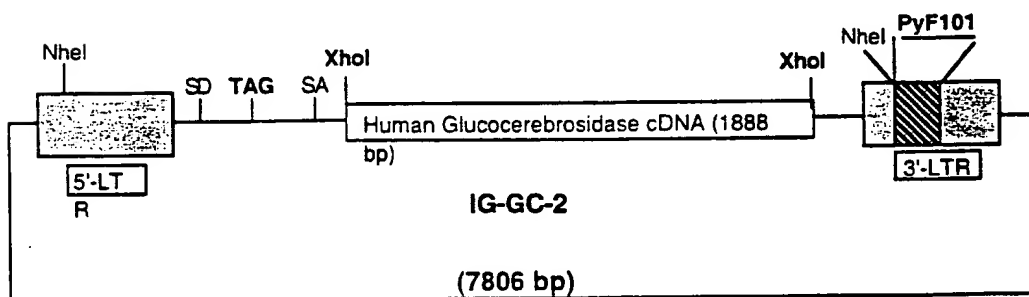 PyF101
NheI
NheI
XhoI
XhoI
SD
TAG
SA
Human Glucocerebrosidase cDNA (1888
bp)
5'-LT
R
3'-LTR
IG-GC-2
(7806 bp)